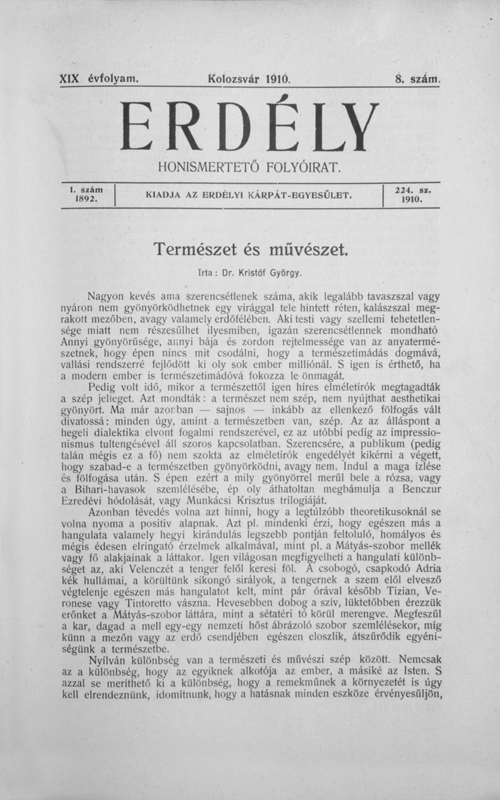 XIX évfolyam. Kolozsvár 1910. 8. szám.
ERDÉLY
HONISMERTETŐ FOLYÓIRAT.
I. szám
1892.
KIADJA AZ ERDÉLYI KÁRPÁT-EGYESÜLET.
224. sz.
1910.
Természet és művészet.
Irta : Dr. Kristóf György.
Nagyon kevés ama szerencsétlenek száma, akik legalább tavaszszal vagy
nyáron nem gyönyörködhetnek egy virággal tele hintett réten, kalászszal meg-
rakott mezőben, avagy valamely erdőfélében. Aki testi vagy szellemi tehetetlen-
sége miatt nem részesülhet ilyesmiben, igazán szerencsétlennek mondható
Annyi gyönyörűsége, annyi bája és zordon rejtelmessége van az anyatermé-
szetnek, hogy épen nincs mit csodálni, hogy a természetimádás dogmává,
vallási rendszerré fejlődött ki oly sok ember milliónál. S igen is érthető, ha
a modern ember is természetimádóvá fokozza le önmagát.
Pedig volt idő, mikor a természettől igen hires elméletirók megtagadták
a szép jelleget. Azt mondták : a természet nem szép, nem nyújthat aesthetikai
gyönyört. Ma már azonban — sajnos — inkább az ellenkező fölfogás vált
divatossá : minden úgy, amint a természetben van, szép. Az az álláspont a
hegeli dialektika elvont fogalmi rendszerével, ez az utóbbi pedig az impressio-
nismus tultengésével áll szoros kapcsolatban. Szerencsére, a publikum (pedig
talán mégis ez a fő) nem szokta az elméletirók engedélyét kikérni a végett,
hogy szabad-e a természetben gyönyörködni, avagy nem. Indul a maga ízlése
és fölfogása után. S épen ezért a mily gyönyörrel merül bele a rózsa, vagy
a Bihari-havasok szemlélésébe, ép oly áthatoltan megbámulja a Benczur
Ezredévi hódolását, vagy Munkácsi Krisztus trilogiáját.
Azonban tévedés volna azt hinni, hogy a legtúlzóbb theoretikusoknál se
volna nyoma a positiv alapnak. Azt pl. mindenki érzi, hogy egészen más a
hangulata valamely hegyi kirándulás legszebb pontján feltoluló, homályos és
mégis édesen elringató érzelmek alkalmával, mint pl. a Mátyás-szobor mellék
vagy fő alakjainak a láttakor. Igen világosan megfigyelheti a hangulati különb-
séget az, aki Velenczét a tenger felől keresi föl. A csobogó, csapkodó Adria
kék hullámai, a körültünk sikongó sirályok, a tengernek a szem elől elvesző
végtelenje egészen más hangulatot kelt, mint pár órával később Tizian, Ve-
ronese vagy Tintoretto vászna. Hevesebben dobog a szív, lüktetőbben érezzük
erőnket a Mátyás-szobor láttára, mint a sétatéri tó körül merengve. Megfeszül
a kar, dagad a mell egy-egy nemzeti hőst ábrázoló szobor szemlélésekor, míg
künn a mezőn vagy az erdő csendjében egészen eloszlik, átszűrődik egyéni-
ségünk a természetbe.
Nyilván különbség van a természeti és művészi szép között. Nemcsak
az a különbség, hogy az egyiknek alkotója az ember, a másiké az Isten. S
azzal se meríthető ki a különbség, hogy a remekműnek a környezetét is úgy
kell elrendeznünk, idomítnunk, hogy a hatásnak minden eszköze érvényesüljön,